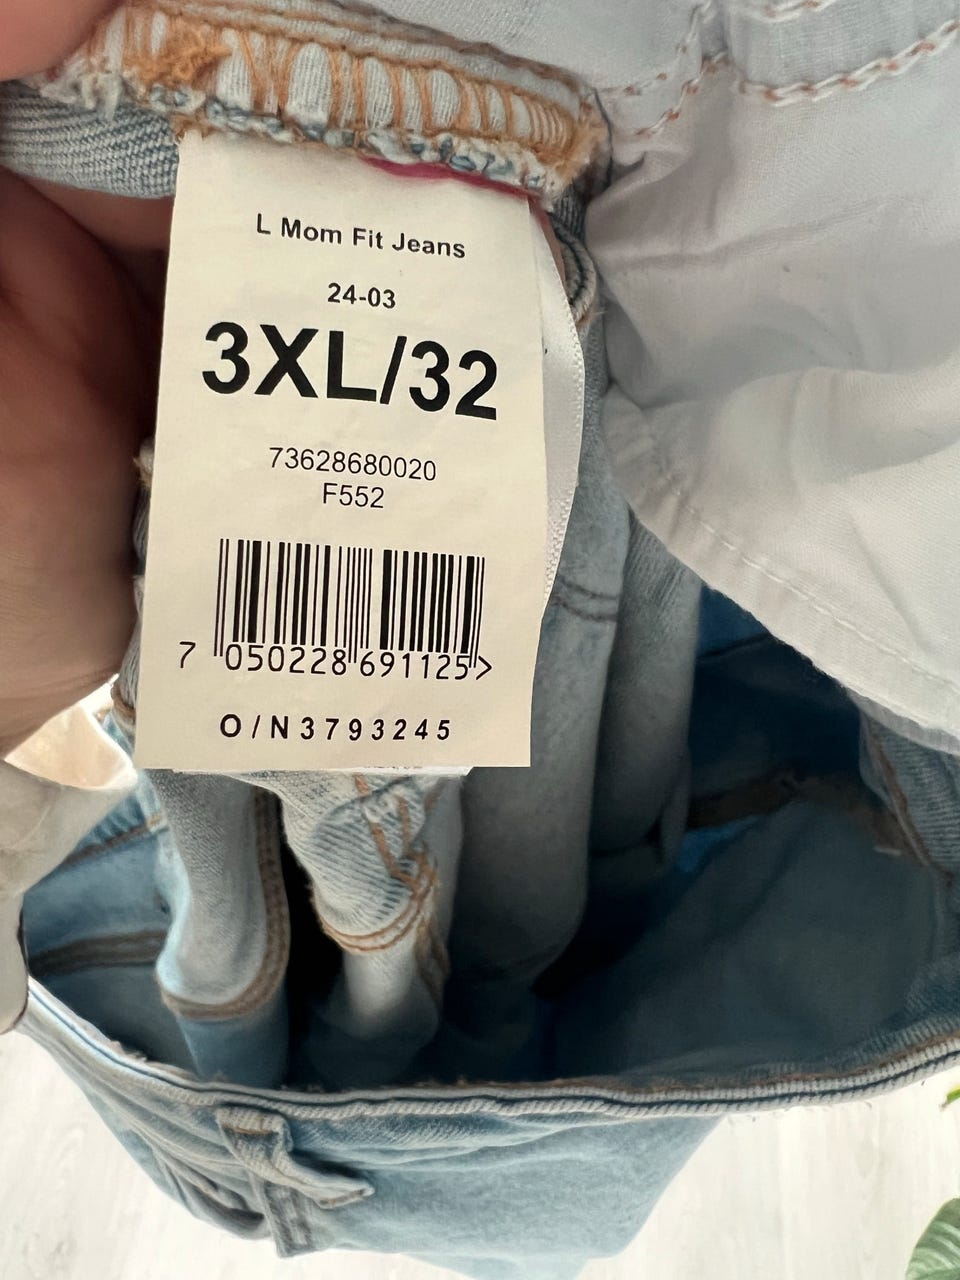 L Mom Fit Jeans
24-03
3XL/32
73628680020
F552
7 050228 691125 >
O/N3793245